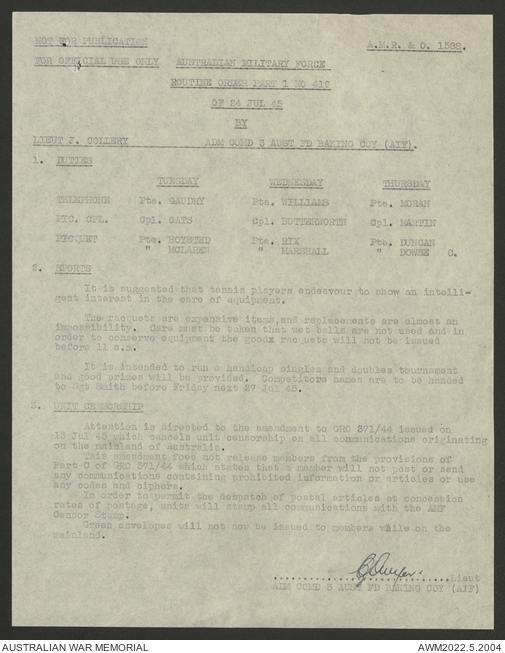 NOT FOR PUBLICATION A.M.R. & O. 1538.
FOR OFFICIAL USE ONLY AUSTRALIAN MILITARY FORCE
ROUTINE ORDER PART 1 NO 410
OF 24 JUL 45
BY
LIEUT J. COLLERY ADM COMD 3 AUST FD BAKING COY (AIF).
1. DUTIES
TUESDAY WEDNESDAY THURSDAY
TELEPHONE Pte. GAUDRY Pte. WILLIAMS Pte. MORAN
PYC. CPL. Cpl. OATS Cpl. BUTTERWORTH Cpl. MARTIN
PICQUET Pte. HOYSTED Pte. RIX Pte. DUNCAN
" MCLAREN " MARSHALL " DOWSE C.
2. SPORTS
It is suggested that tennis players endeavour to show an intelli-
gent interest in the care of equipment.
The racquets are expensive items,and replacements are almost an
impossibility. Care must be taken that wet balls are not used and in
order to conserve equipment the goodx racquets will not be issued
before 11 a.m.
It is intended to run a handicap singles and doubles tournament
and good prizes will be provided. Competitors names are to be handed
to Sgt Smith before Friday next 27 Jul 45.
3. UNIT CENSORSHIP
Attention is directed to the amendment to GRO 371/44 issued on
13 Jul 45 which cancels unit censorship on all communications originating
on the mainland of Australia.
This amendment foes not release members from the provisions of
Part C of GRO 371/44 which states that a member will not post or send
any communications containing prohibited information or articles or use
any codes and ciphers.
In order to permit the despatch of postal articles at concession
rates of postage, units will stamp all communications with the AMF
Censor Stamp.
Green envelopes will not now be issued to members while on the
mainland.
..............................Lieut
ADM COMD 3 AUST FD BAKING COY (AIF)
AUSTRALIAN WAR MEMORIAL AWM2022.5.2004